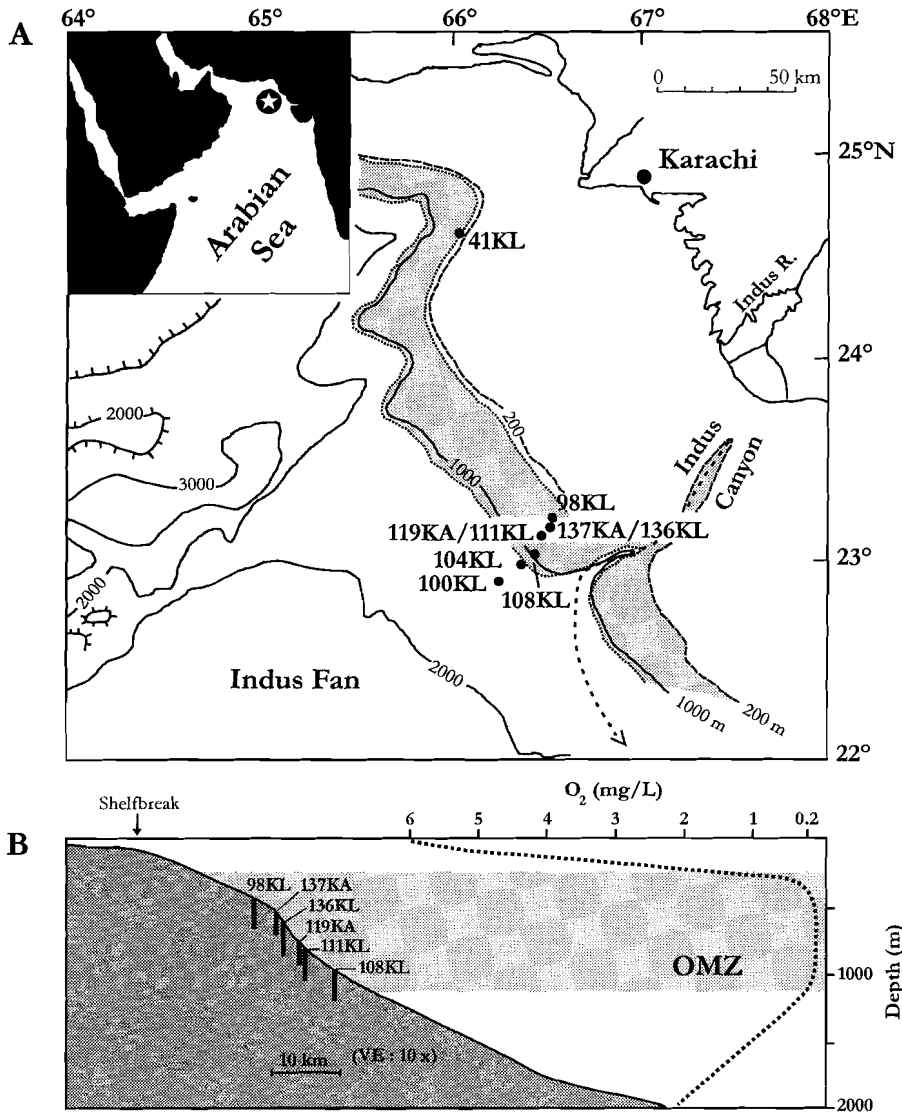 64° 65° 66° 67° 68°E
A
0 50 km
25°N
Karachi
Arabian
Sea
41KL
Indus R.
24°
2000
200
3000
1000
Indus
Canyon
98KL
119KA/111KL 137KA/136KL
104KL
23°
100KL
108KL
2000
Indus Fan
2000
1000 m
200 m
22°
O₂ (mg/L)
Shelfbreak
6 5 4 3 2 1 0.2
B
98KL 137KA
136KL
119KA
111KL
108KL
OMZ
1000
Depth (m)
10 km (VE : 10 x)
2000